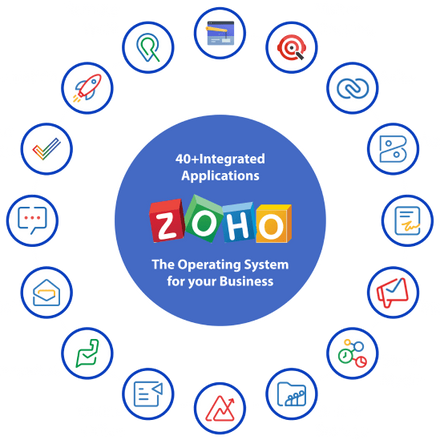 40+Integrated
Applications
ZOHO
The Operating System
for your Business